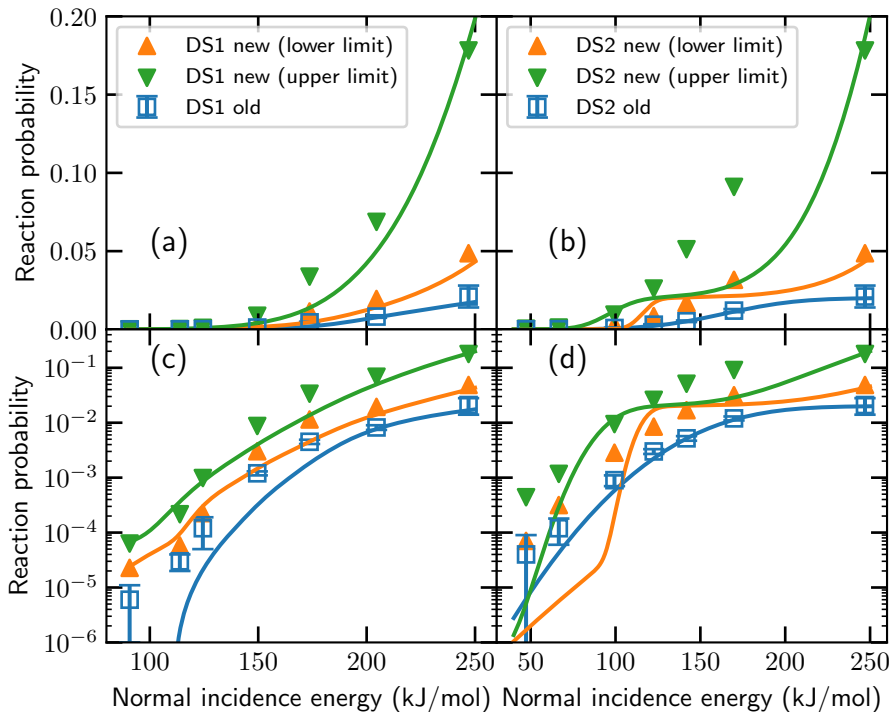 0.20
0.15
0.10
0.05
0.00
Reaction probability
DS1 new (lower limit)
DS1 new (upper limit)
DS1 old
(a)
DS2 new (lower limit)
DS2 new (upper limit)
DS2 old
(b)
10⁻¹
10⁻²
10⁻³
10⁻⁴
10⁻⁵
10⁻⁶
Reaction probability
(c)
(d)
100 150 200 250
50 100 150 200 250
Normal incidence energy (kJ/mol)
Normal incidence energy (kJ/mol)